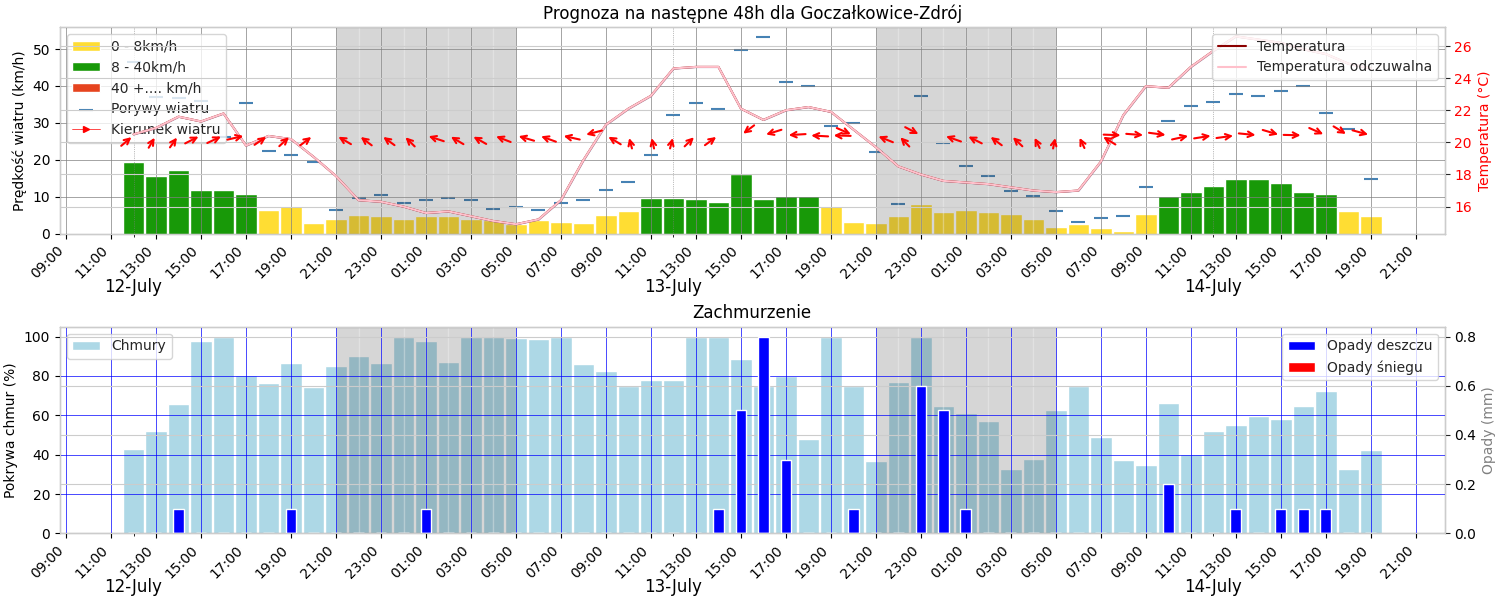 Prognoza na następne 48h dla Goczałkowice-Zdrój
Prędkość wiatru (km/h)
50
40
30
20
10
0
0 - 8km/h
8 - 40km/h
40 +.... km/h
Porywy wiatru
Kierunek wiatru
Temperatura
Temperatura odczuwalna
26
24
22
20
18
16
Temperatura (°C)
09:00 11:00 13:00 15:00 17:00 19:00 21:00 23:00 01:00 03:00 05:00 07:00 09:00 11:00 13:00 15:00 17:00 19:00 21:00 23:00 01:00 03:00 05:00 07:00 09:00 11:00 13:00 15:00 17:00 19:00 21:00
12-July 13-July 14-July
Zachmurzenie
Pokrywa chmur (%)
100
80
60
40
20
0
Chmury
Opady deszczu
Opady śniegu
0.8
0.6
0.4
0.2
0.0
Opady (mm)
09:00 11:00 13:00 15:00 17:00 19:00 21:00 23:00 01:00 03:00 05:00 07:00 09:00 11:00 13:00 15:00 17:00 19:00 21:00 23:00 01:00 03:00 05:00 07:00 09:00 11:00 13:00 15:00 17:00 19:00 21:00
12-July 13-July 14-July